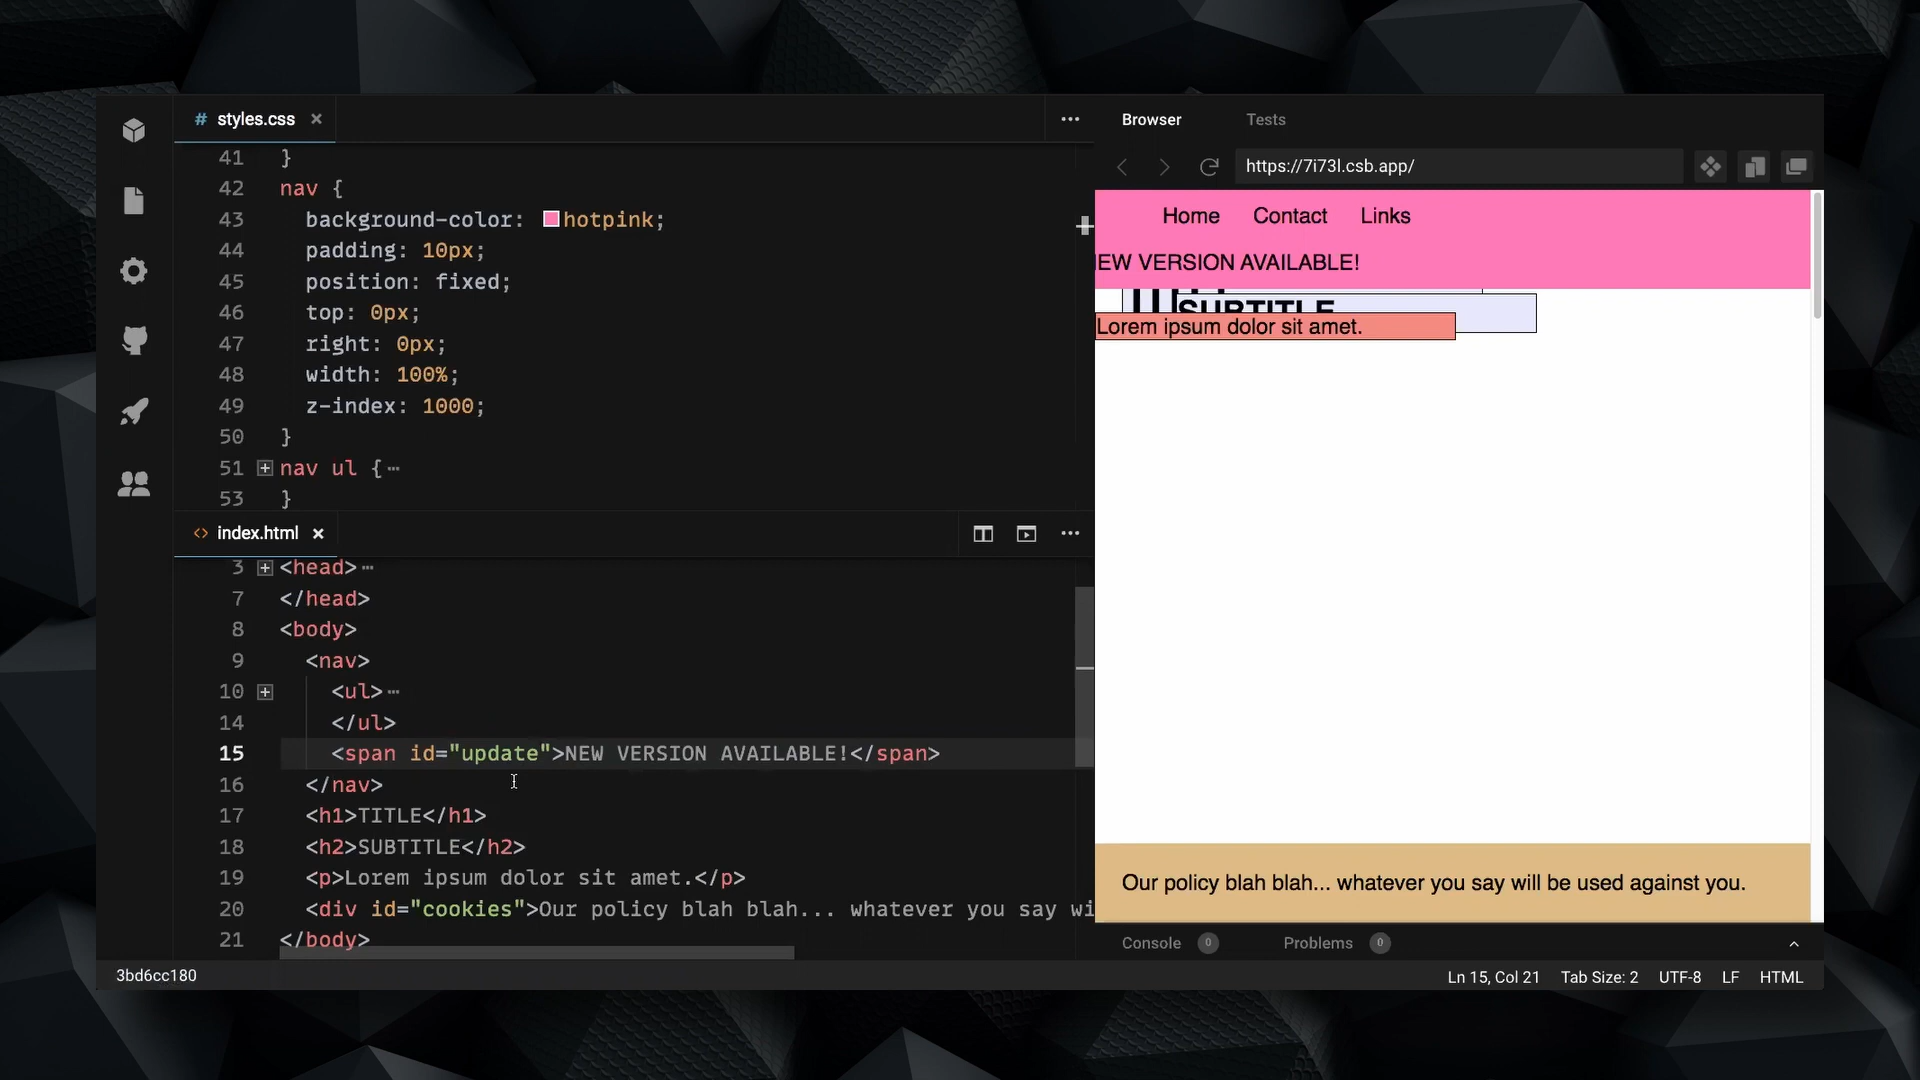 # styles.css ×
41 }
42 nav {
43 background-color: hotpink;
44 padding: 10px;
45 position: fixed;
46 top: 0px;
47 right: 0px;
48 width: 100%;
49 z-index: 1000;
50 }
51 nav ul {⋯
53 }
<> index.html ×
3 <head>⋯
7 </head>
8 <body>
9 <nav>
10 <ul>⋯
14 </ul>
15 <span id="update">NEW VERSION AVAILABLE!</span>
16 </nav>
17 <h1>TITLE</h1>
18 <h2>SUBTITLE</h2>
19 <p>Lorem ipsum dolor sit amet.</p>
20 <div id="cookies">Our policy blah blah... whatever you say wi
21 </body>
Browser Tests
https://7i73l.csb.app/
Home Contact Links
EW VERSION AVAILABLE!
SUBTITLE
Lorem ipsum dolor sit amet.
Our policy blah blah... whatever you say will be used against you.
Console 0 Problems 0
3bd6cc180
Ln 15, Col 21 Tab Size: 2 UTF-8 LF HTML